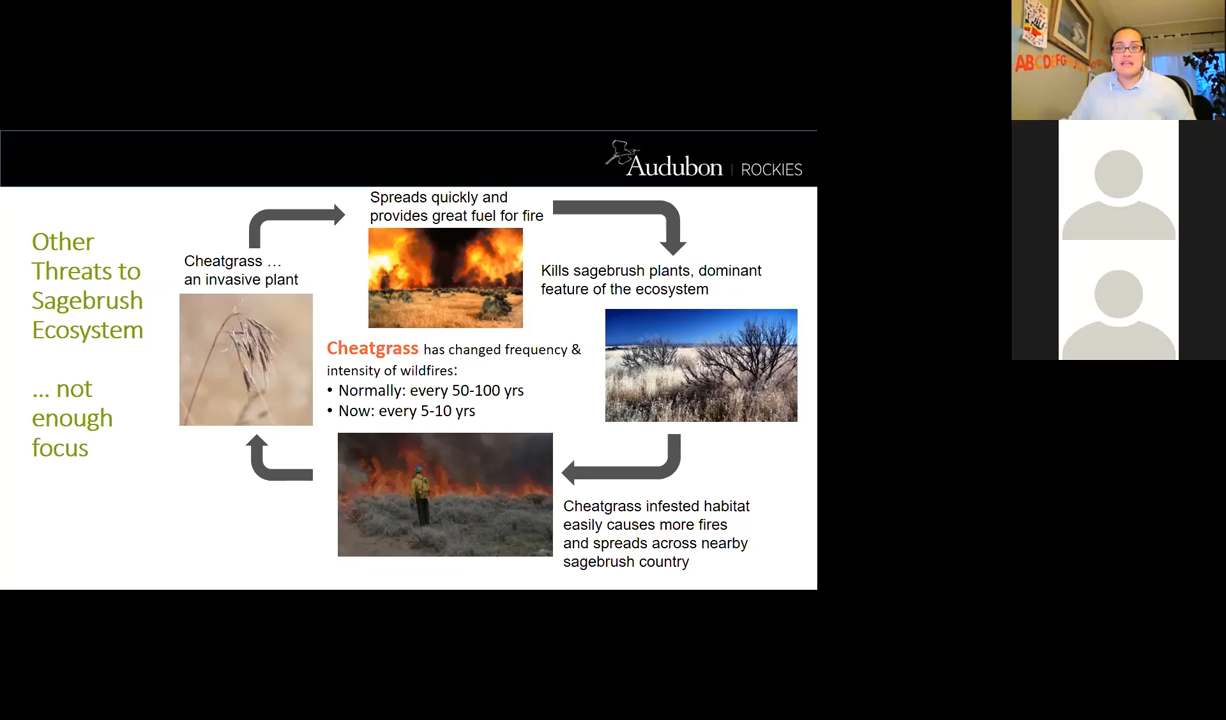 Audubon | ROCKIES
Other
Threats to
Sagebrush
Ecosystem
... not
enough
focus
Cheatgrass …
an invasive plant
Spreads quickly and
provides great fuel for fire
Kills sagebrush plants, dominant
feature of the ecosystem
Cheatgrass has changed frequency &
intensity of wildfires:
• Normally: every 50-100 yrs
• Now: every 5-10 yrs
Cheatgrass infested habitat
easily causes more fires
and spreads across nearby
sagebrush country
ABCDEFG